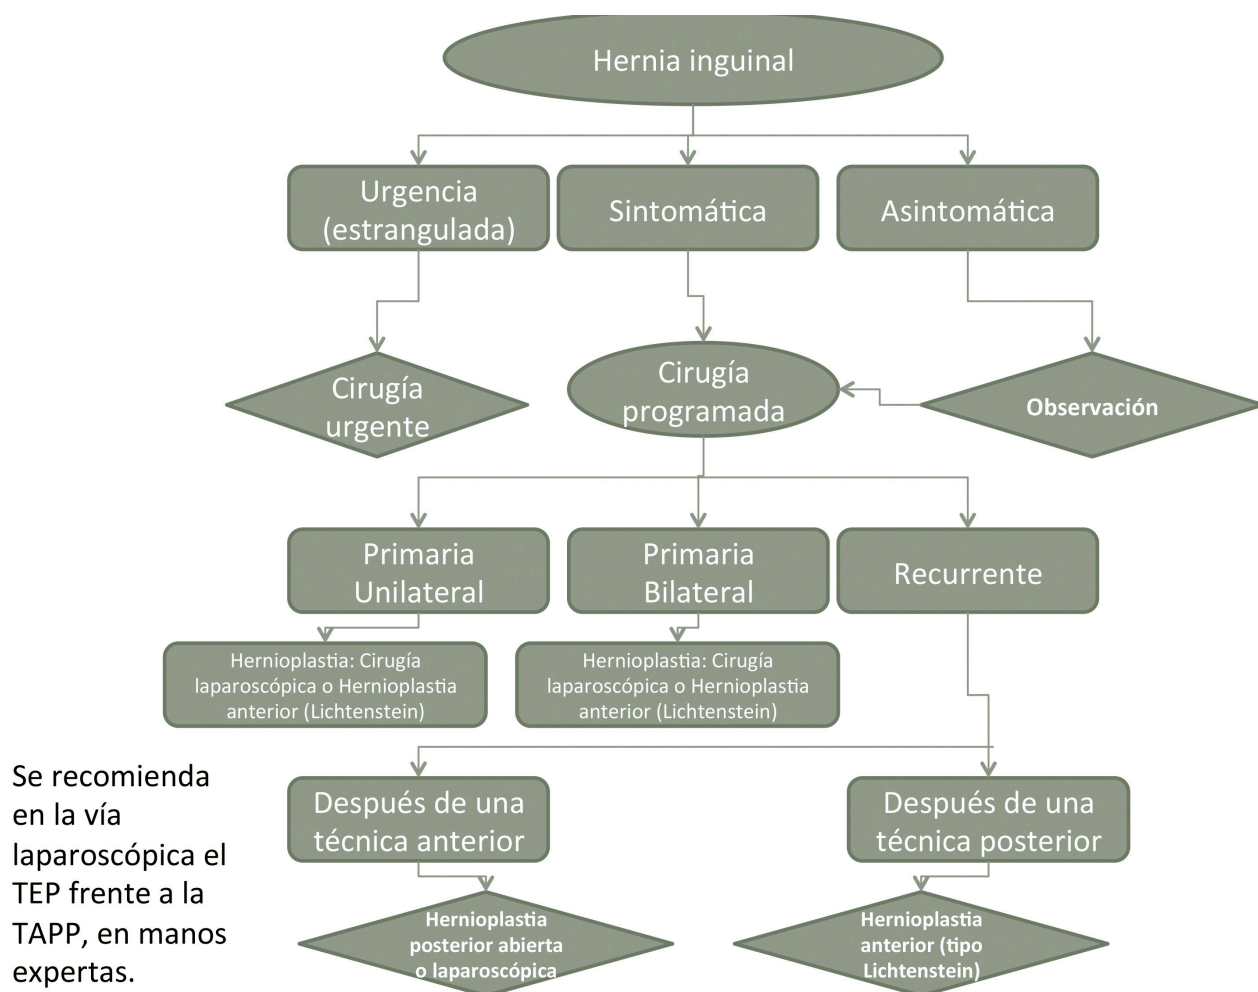 Hernia inguinal
Urgencia
(estrangulada)
Sintomática
Asintomática
Cirugía
urgente
Cirugía
programada
Observación
Primaria
Unilateral
Primaria
Bilateral
Recurrente
Hernioplastia: Cirugía
laparoscópica o Hernioplastia
anterior (Lichtenstein)
Hernioplastia: Cirugía
laparoscópica o Hernioplastia
anterior (Lichtenstein)
Se recomienda
en la vía
laparoscópica el
TEP frente a la
TAPP, en manos
expertas.
Después de una
técnica anterior
Después de una
técnica posterior
Hernioplastia
posterior abierta
o laparoscópica
Hernioplastia
anterior (tipo
Lichtenstein)